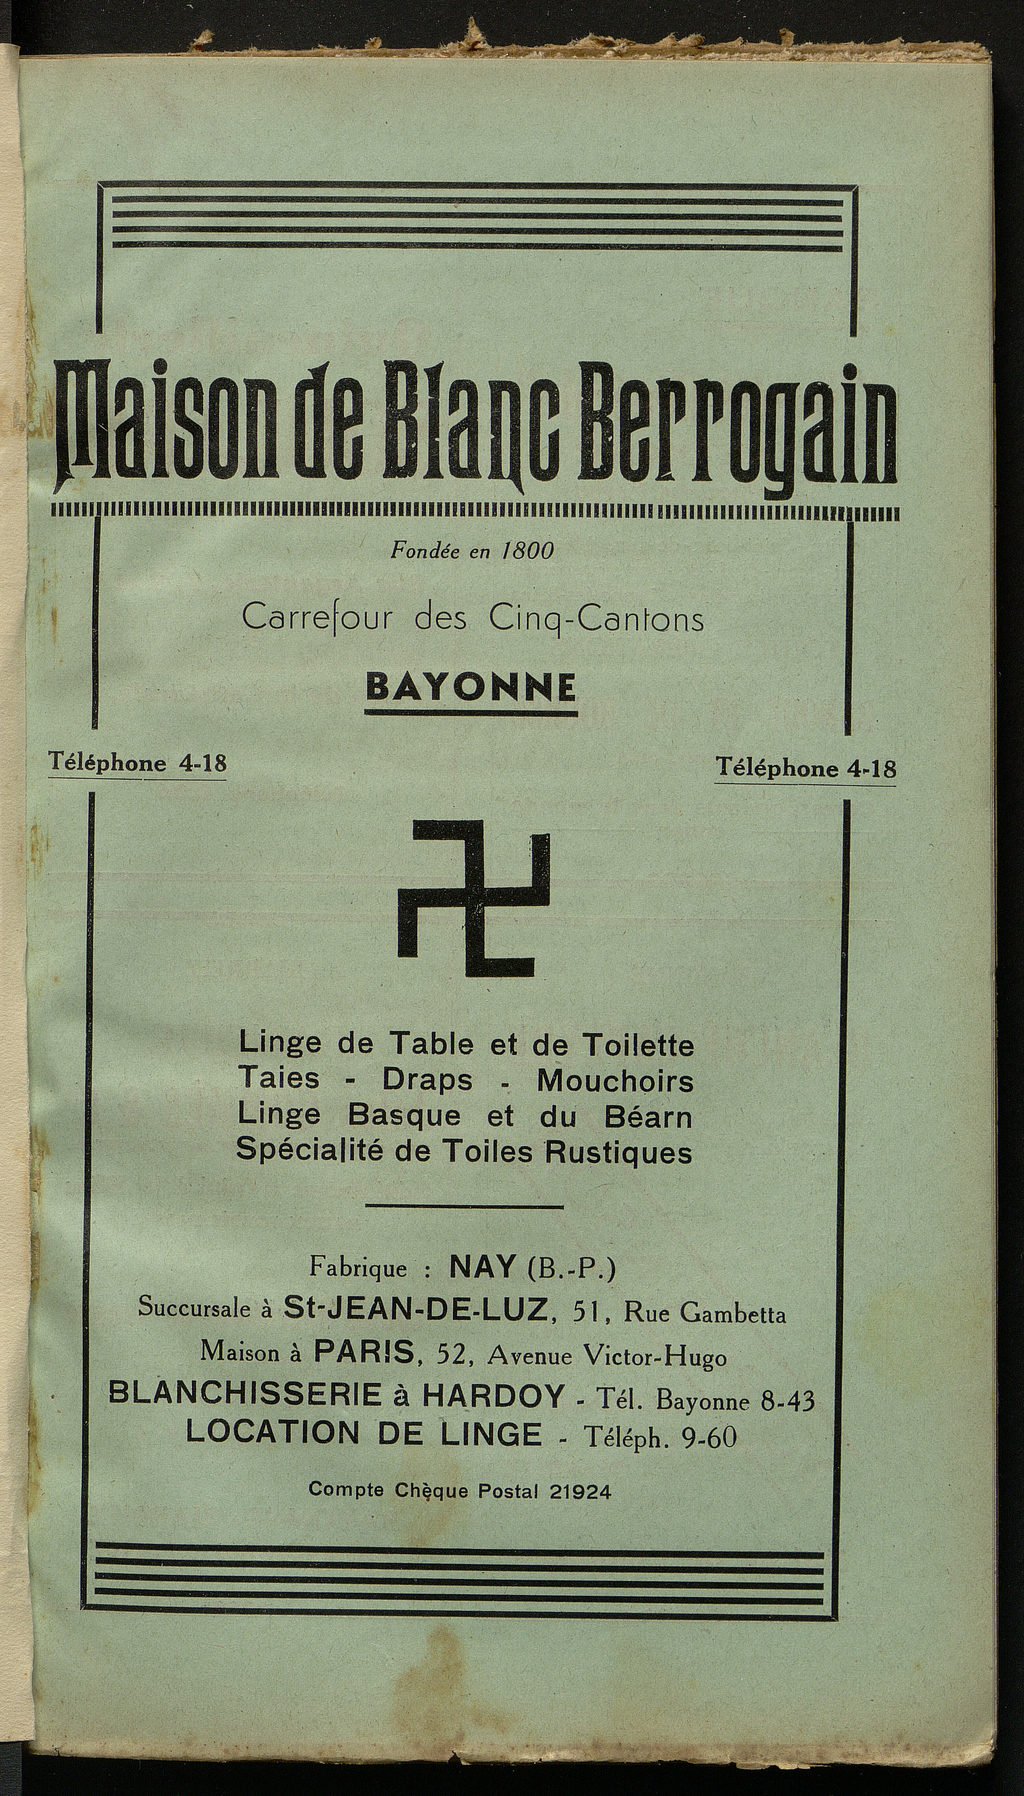 Maison de Blanc Berrogain
Fondée en 1800
Carrefour des Cinq-Cantons
BAYONNE
Téléphone 4-18 Téléphone 4-18
Linge de Table et de Toilette
Taies - Draps - Mouchoirs
Linge Basque et du Béarn
Spécialité de Toiles Rustiques
Fabrique : NAY (B.-P.)
Succursale à St-JEAN-DE-LUZ, 51, Rue Gambetta
Maison à PARIS, 52, Avenue Victor-Hugo
BLANCHISSERIE à HARDOY - Tél. Bayonne 8-43
LOCATION DE LINGE - Téléph. 9-60
Compte Chèque Postal 21924